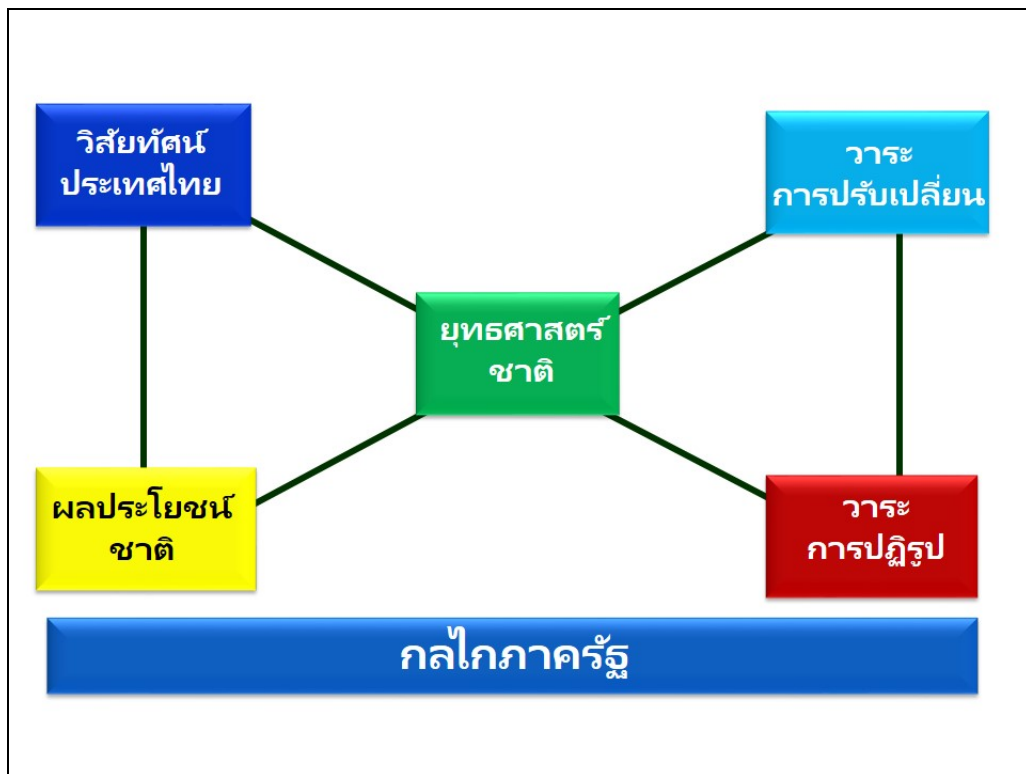 วิสัยทัศน์
ประเทศไทย
วาระ
การปรับเปลี่ยน
ยุทธศาสตร์
ชาติ
ผลประโยชน์
ชาติ
วาระ
การปฏิรูป
กลไกภาครัฐ